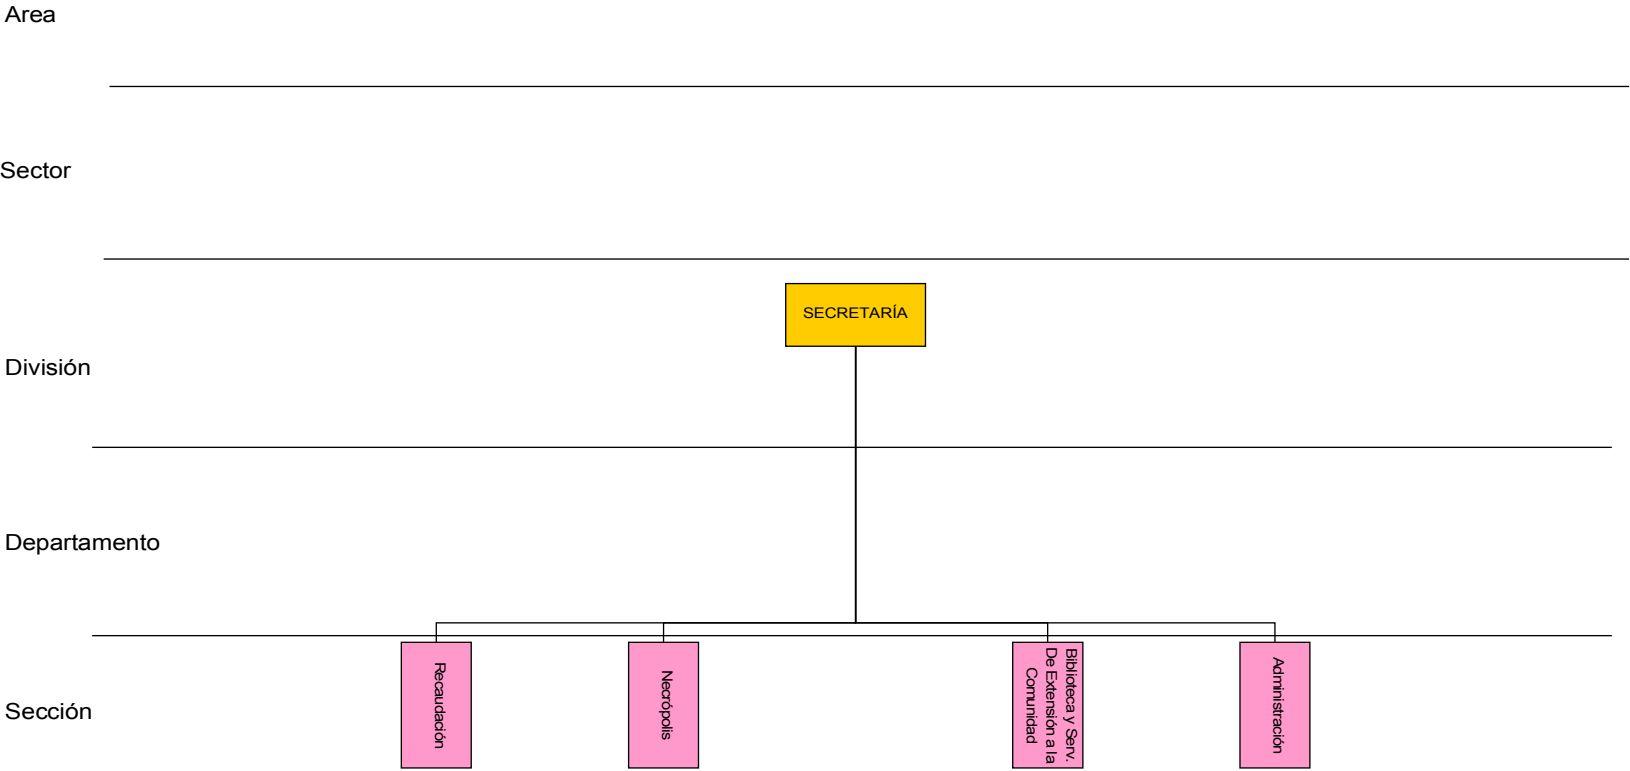 Area
Sector
SECRETARÍA
División
Departamento
Recaudación
Necrópolis
Biblioteca y Serv.
De Extensión a la
Comunidad
Administración
Sección